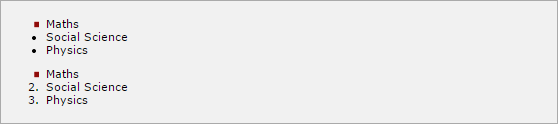 ▪ Maths
• Social Science
• Physics
▪ Maths
2. Social Science
3. Physics